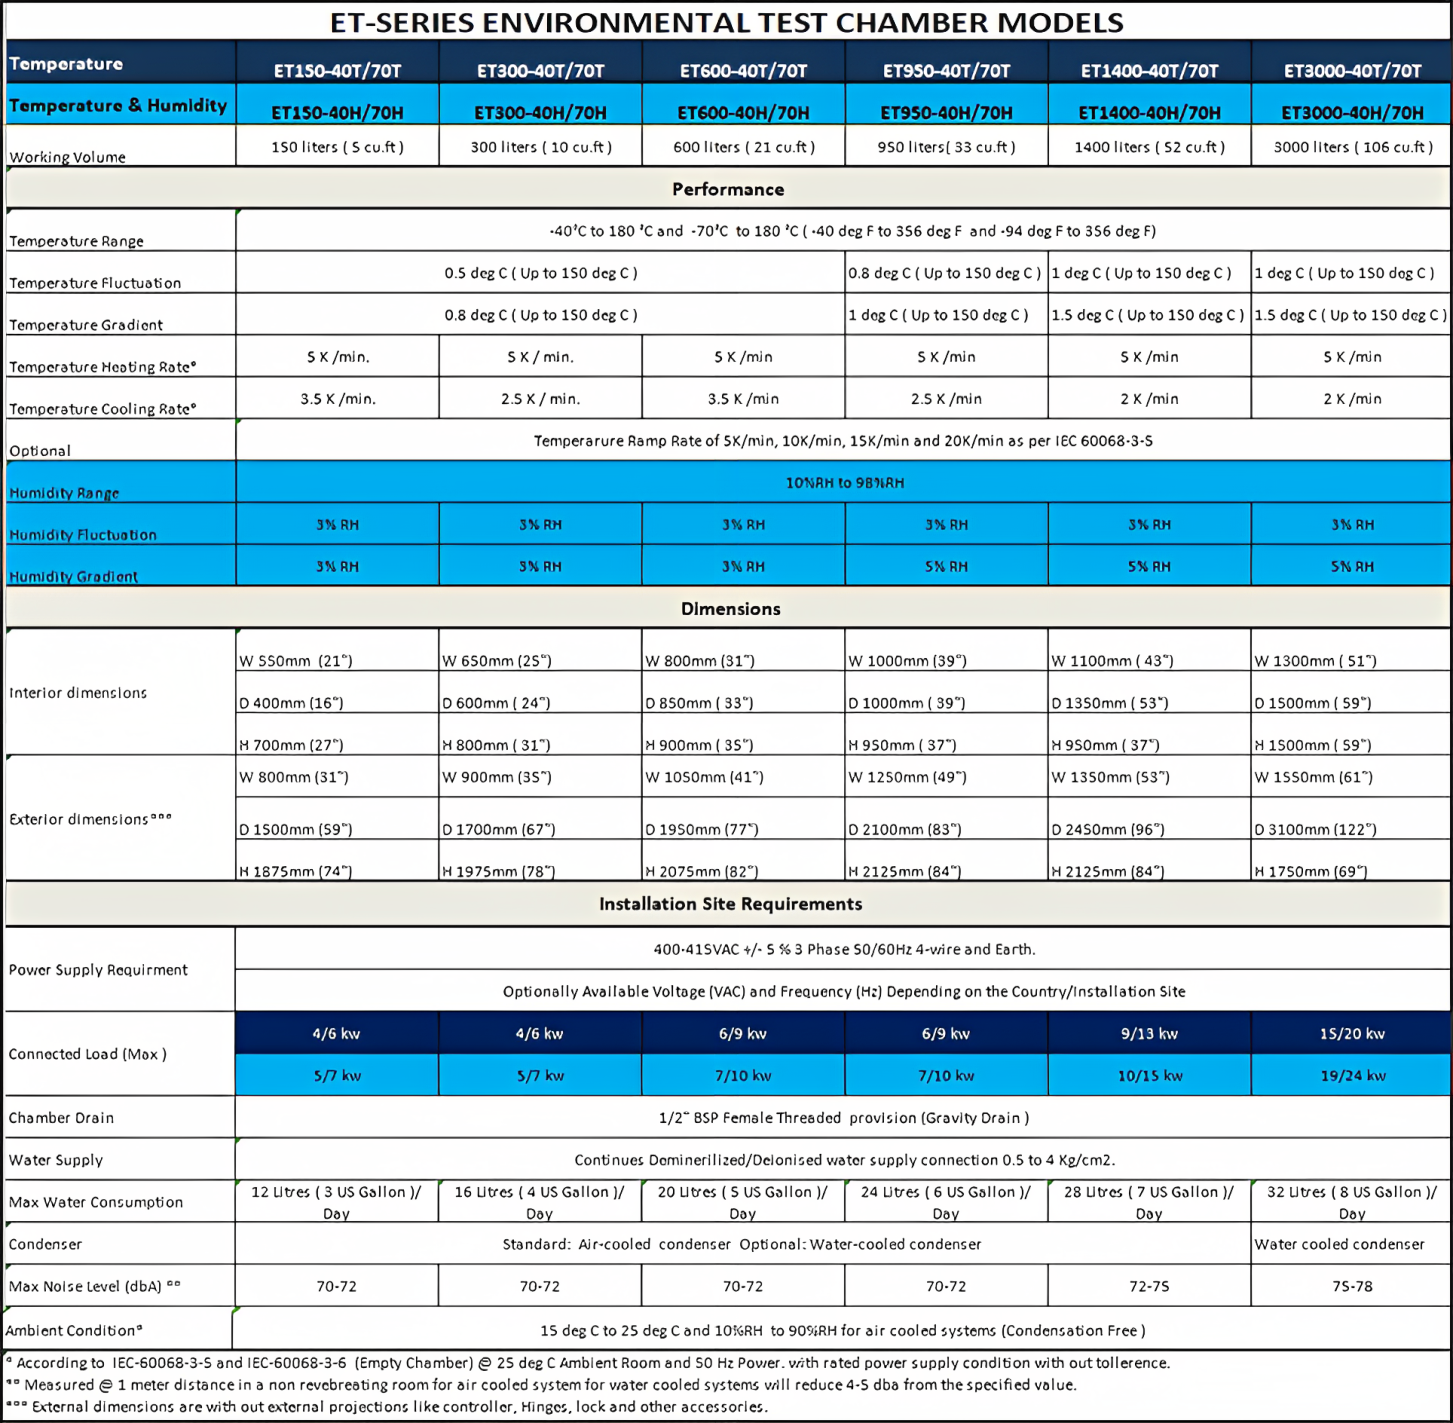 ET-SERIES ENVIRONMENTAL TEST CHAMBER MODELS
Temperature ET150-40T/70T ET300-40T/70T ET600-40T/70T ET950-40T/70T ET1400-40T/70T ET3000-40T/70T
Temperature & Humidity ET150-40H/70H ET300-40H/70H ET600-40H/70H ET950-40H/70H ET1400-40H/70H ET3000-40H/70H
Working Volume 150 liters ( 5 cu.ft ) 300 liters ( 10 cu.ft ) 600 liters ( 21 cu.ft ) 950 liters( 33 cu.ft ) 1400 liters ( 52 cu.ft ) 3000 liters ( 106 cu.ft )
Performance
Temperature Range -40°C to 180 °C and -70°C to 180 °C ( -40 deg F to 356 deg F and -94 deg F to 356 deg F)
Temperature Fluctuation 0.5 deg C ( Up to 150 deg C ) 0.8 deg C ( Up to 150 deg C ) 1 deg C ( Up to 150 deg C ) 1 deg C ( Up to 150 deg C )
Temperature Gradient 0.8 deg C ( Up to 150 deg C ) 1 deg C ( Up to 150 deg C ) 1.5 deg C ( Up to 150 deg C ) 1.5 deg C ( Up to 150 deg C )
Temperature Heating Rate* 5 K /min. 5 K / min. 5 K /min 5 K /min 5 K /min 5 K /min
Temperature Cooling Rate* 3.5 K /min. 2.5 K / min. 3.5 K /min 2.5 K /min 2 K /min 2 K /min
Optional Temperarure Ramp Rate of 5K/min, 10K/min, 15K/min and 20K/min as per IEC 60068-3-5
Humidity Range 10%RH to 98%RH
Humidity Fluctuation 3% RH 3% RH 3% RH 3% RH 3% RH 3% RH
Humidity Gradient 3% RH 3% RH 3% RH 5% RH 5% RH 5% RH
Dimensions
W 550mm (21") W 650mm (25") W 800mm (31") W 1000mm (39") W 1100mm ( 43") W 1300mm ( 51")
Interior dimensions D 400mm (16") D 600mm ( 24") D 850mm ( 33") D 1000mm ( 39") D 1350mm ( 53") D 1500mm ( 59")
H 700mm (27") H 800mm ( 31") H 900mm ( 35") H 950mm ( 37") H 950mm ( 37") H 1500mm ( 59")
W 800mm (31") W 900mm (35") W 1050mm (41") W 1250mm (49") W 1350mm (53") W 1550mm (61")
Exterior dimensions*** D 1500mm (59") D 1700mm (67") D 1950mm (77") D 2100mm (83") D 2450mm (96") D 3100mm (122")
H 1875mm (74") H 1975mm (78") H 2075mm (82") H 2125mm (84") H 2125mm (84") H 1750mm (69")
Installation Site Requirements
Power Supply Requirment 400-415VAC +/- 5 % 3 Phase 50/60Hz 4-wire and Earth.
Optionally Available Voltage (VAC) and Frequency (Hz) Depending on the Country/Installation Site
Connected Load (Max ) 4/6 kw 4/6 kw 6/9 kw 6/9 kw 9/13 kw 15/20 kw
5/7 kw 5/7 kw 7/10 kw 7/10 kw 10/15 kw 19/24 kw
Chamber Drain 1/2" BSP Female Threaded provision (Gravity Drain )
Water Supply Continues Deminerilized/Deionised water supply connection 0.5 to 4 Kg/cm2.
Max Water Consumption 12 Litres ( 3 US Gallon )/ Day 16 Litres ( 4 US Gallon )/ Day 20 Litres ( 5 US Gallon )/ Day 24 Litres ( 6 US Gallon )/ Day 28 Litres ( 7 US Gallon )/ Day 32 Litres ( 8 US Gallon )/ Day
Condenser Standard: Air-cooled condenser Optional: Water-cooled condenser Water cooled condenser
Max Noise Level (dbA) ** 70-72 70-72 70-72 70-72 72-75 75-78
Ambient Condition* 15 deg C to 25 deg C and 10%RH to 90%RH for air cooled systems (Condensation Free )
* According to IEC-60068-3-5 and IEC-60068-3-6 (Empty Chamber) @ 25 deg C Ambient Room and 50 Hz Power. with rated power supply condition with out tollerence.
** Measured @ 1 meter distance in a non revebreating room for air cooled system for water cooled systems will reduce 4-5 dba from the specified value.
*** External dimensions are with out external projections like controller, Hinges, lock and other accessories.